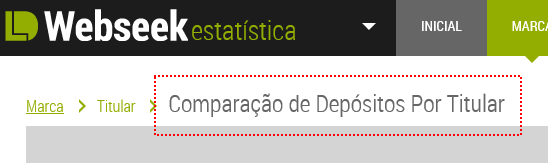 Webseek estatística
INICIAL
MARCA
Marca > Titular > Comparação de Depósitos Por Titular